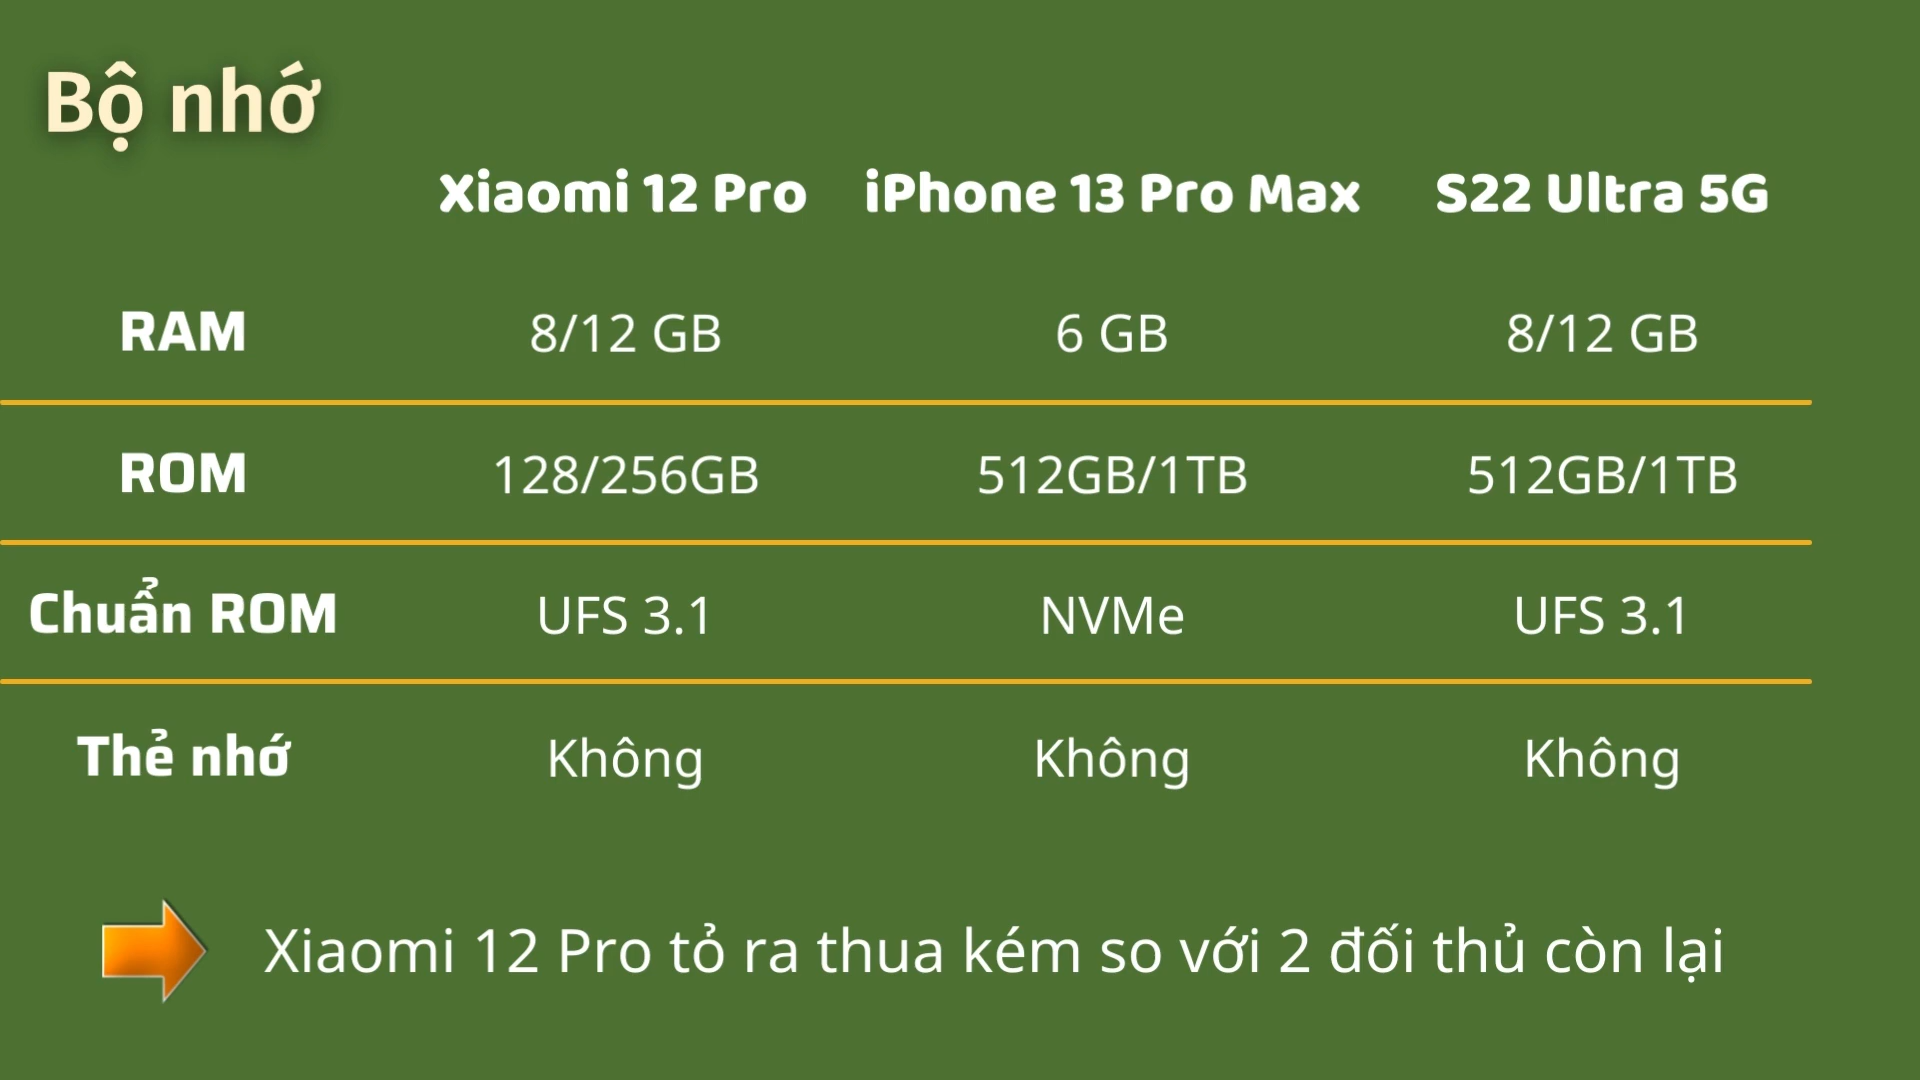 Bộ nhớ
Xiaomi 12 Pro iPhone 13 Pro Max S22 Ultra 5G
RAM 8/12 GB 6 GB 8/12 GB
ROM 128/256GB 512GB/1TB 512GB/1TB
Chuẩn ROM UFS 3.1 NVMe UFS 3.1
Thẻ nhớ Không Không Không
Xiaomi 12 Pro tỏ ra thua kém so với 2 đối thủ còn lại